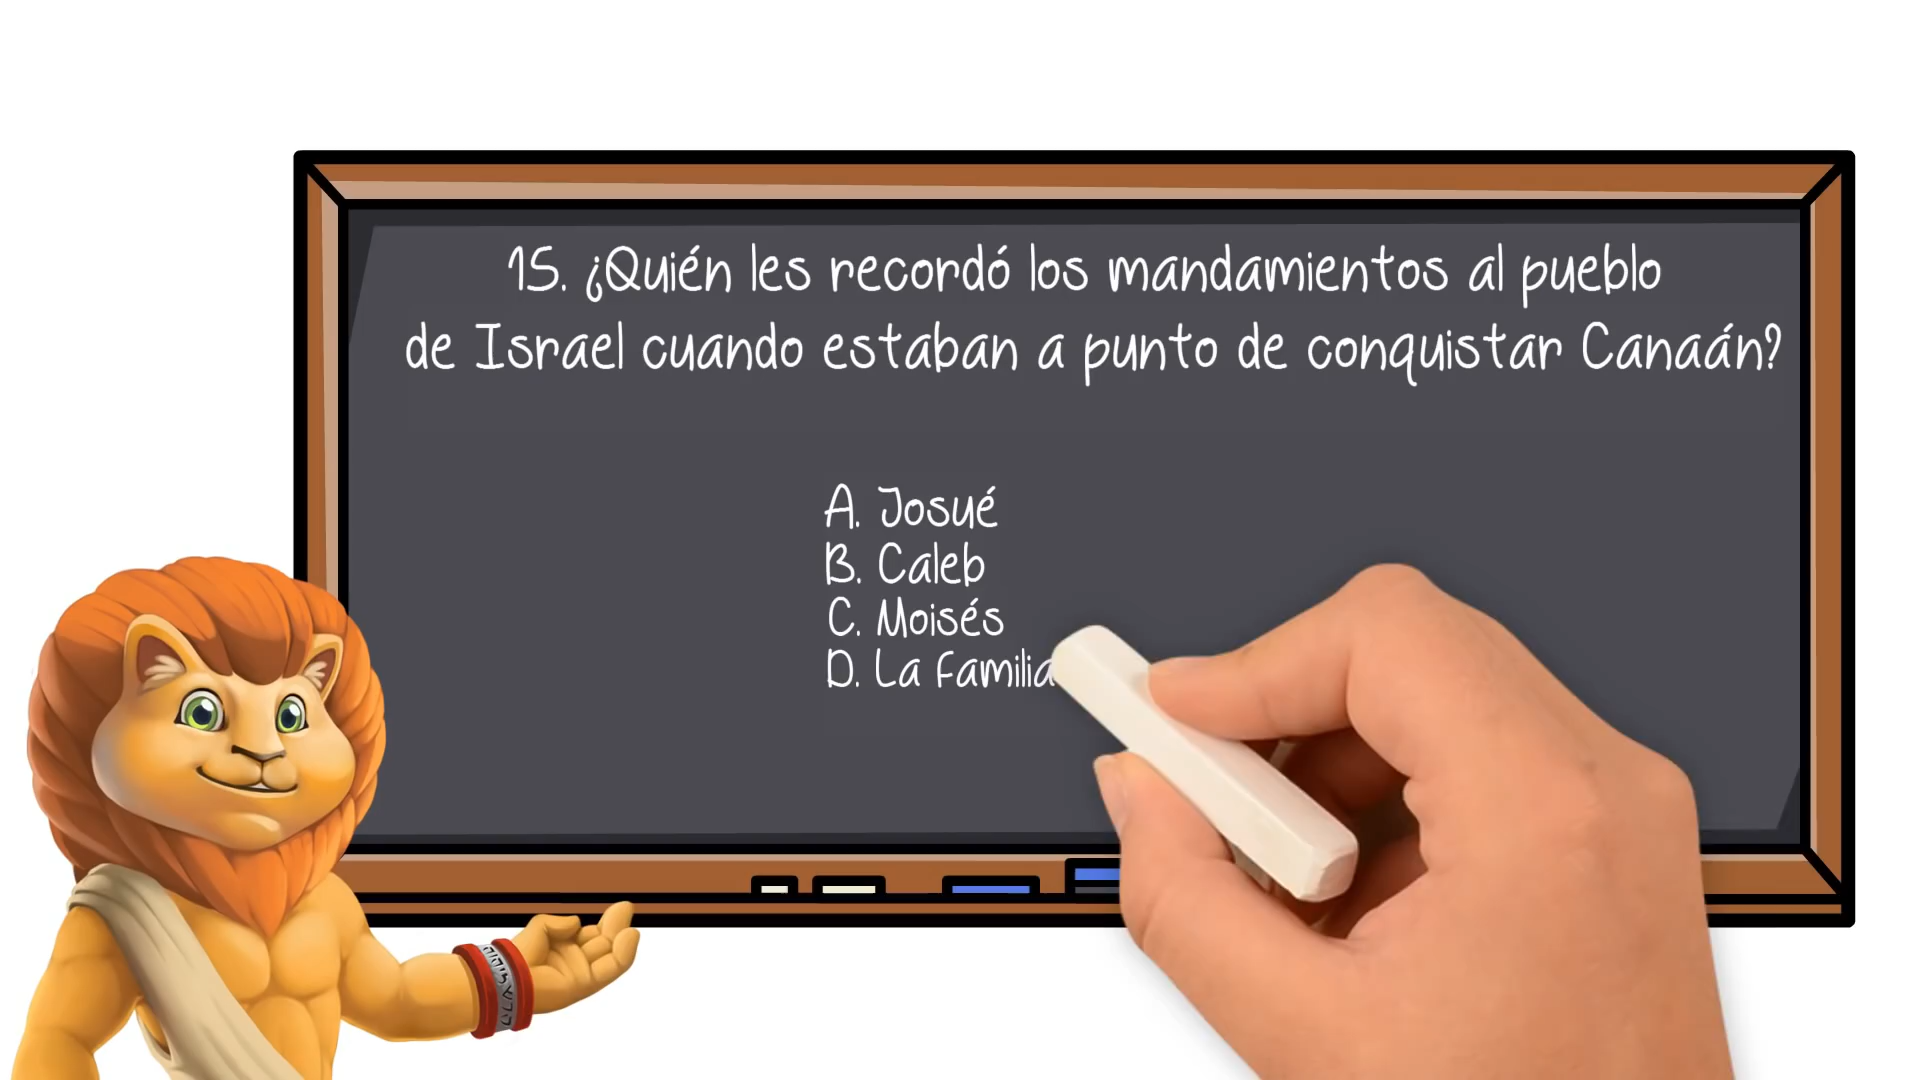 15. ¿Quién les recordó los mandamientos al pueblo
de Israel cuando estaban a punto de conquistar Canaán?
A. Josué
B. Caleb
C. Moisés
D. La familia